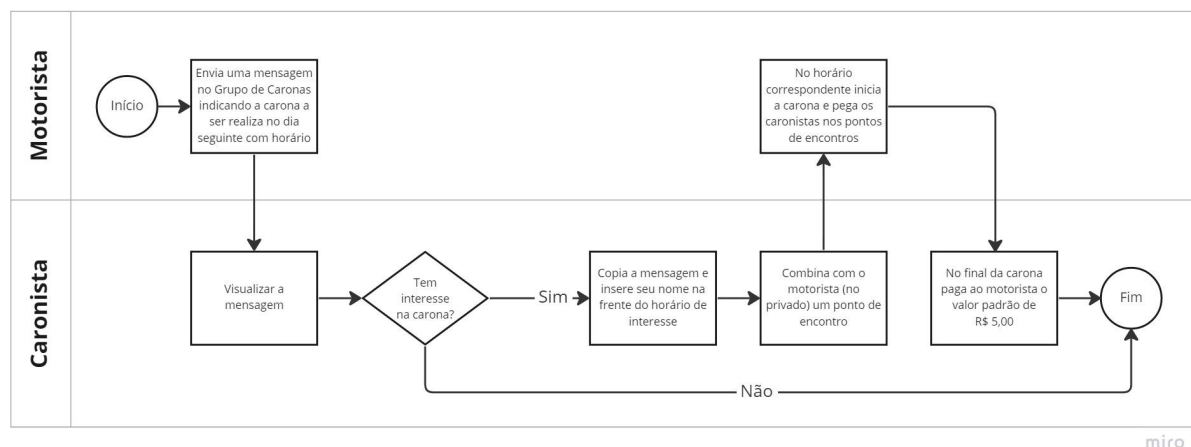 Motorista
Início
Envia uma mensagem
no Grupo de Caronas
indicando a carona a
ser realiza no dia
seguinte com horário
No horário
correspondente inicia
a carona e pega os
caronistas nos pontos
de encontros
Caronista
Visualizar a
mensagem
Tem
interesse
na carona?
Sim
Copia a mensagem e
insere seu nome na
frente do horário de
interesse
Combina com o
motorista (no
privado) um ponto de
encontro
No final da carona
paga ao motorista o
valor padrão de
R$ 5,00
Fim
Não
miro